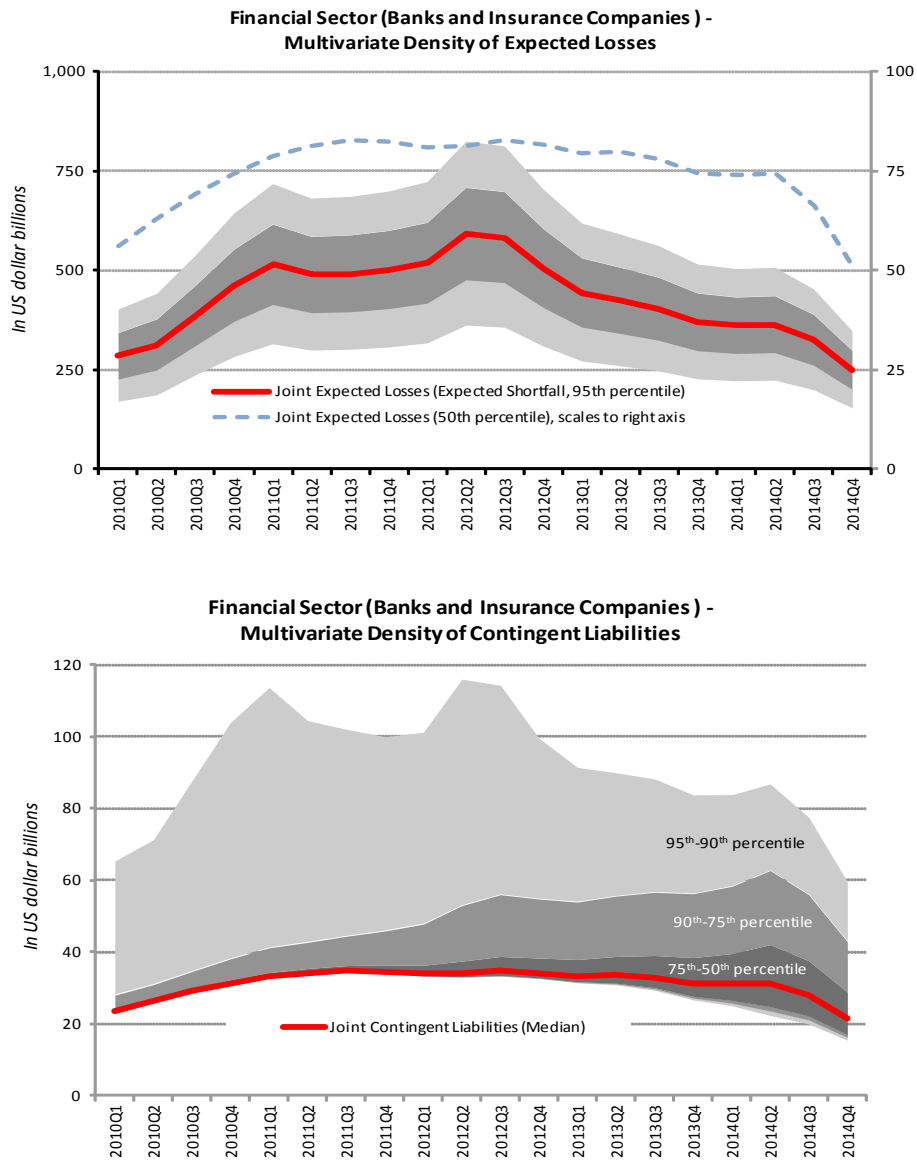 Financial Sector (Banks and Insurance Companies ) -
Multivariate Density of Expected Losses
1,000
750
500
250
0
In US dollar billions
100
75
50
25
0
Joint Expected Losses (Expected Shortfall, 95th percentile)
Joint Expected Losses (50th percentile), scales to right axis
2010Q1
2010Q2
2010Q3
2010Q4
2011Q1
2011Q2
2011Q3
2011Q4
2012Q1
2012Q2
2012Q3
2012Q4
2013Q1
2013Q2
2013Q3
2013Q4
2014Q1
2014Q2
2014Q3
2014Q4
Financial Sector (Banks and Insurance Companies ) -
Multivariate Density of Contingent Liabilities
120
100
80
60
40
20
0
In US dollar billions
95th-90th percentile
90th-75th percentile
75th-50th percentile
Joint Contingent Liabilities (Median)
2010Q1
2010Q2
2010Q3
2010Q4
2011Q1
2011Q2
2011Q3
2011Q4
2012Q1
2012Q2
2012Q3
2012Q4
2013Q1
2013Q2
2013Q3
2013Q4
2014Q1
2014Q2
2014Q3
2014Q4